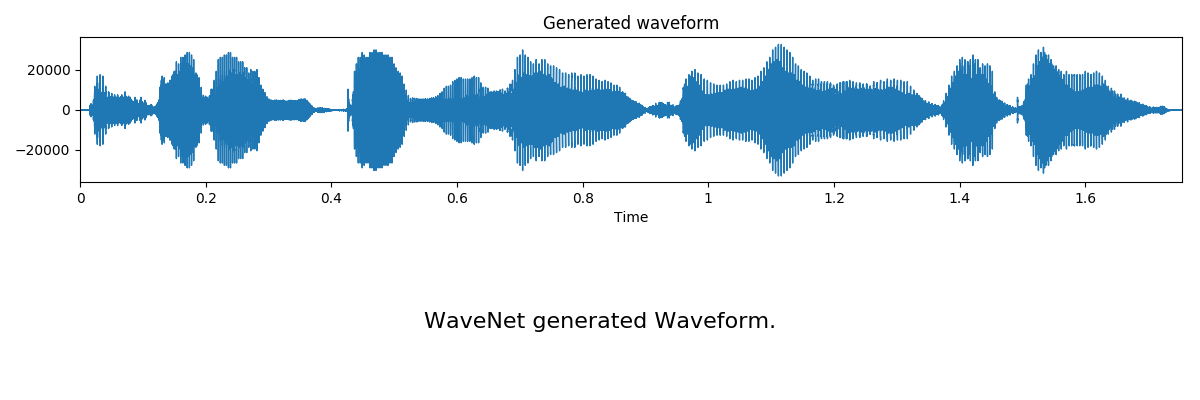 Generated waveform
20000
0
−20000
0 0.2 0.4 0.6 0.8 1 1.2 1.4 1.6
Time
WaveNet generated Waveform.